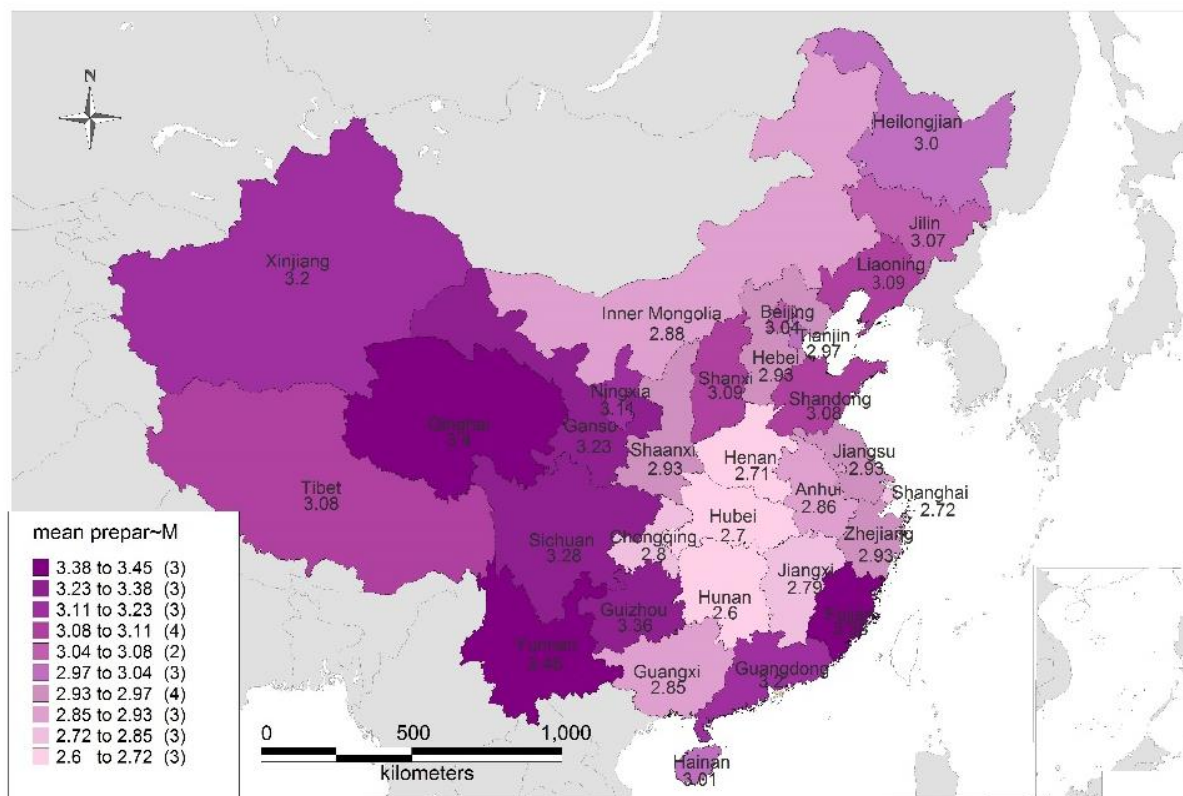 N
Heilongjian
3.0
Jilin
3.07
Liaoning
3.09
Xinjiang
3.2
Inner Mongolia
2.88
Beijing
3.04
Tianjin
2.97
Hebei
2.93
Shanxi
3.09
Shandong
3.08
Ningxia
3.14
Qinghai
3.4
Ganso
3.23
Shaanxi
2.93
Henan
2.71
Jiangsu
2.93
Anhui
2.86
Shanghai
2.72
Tibet
3.08
Sichuan
3.28
Chongqing
2.8
Hubei
2.7
Zhejiang
2.93
Jiangxi
2.79
Hunan
2.6
Guizhou
3.36
Yunnan
Guangxi
2.85
Guangdong
3.2
Hainan
3.01
mean prepar~M
3.38 to 3.45 (3)
3.23 to 3.38 (3)
3.11 to 3.23 (3)
3.08 to 3.11 (4)
3.04 to 3.08 (2)
2.97 to 3.04 (3)
2.93 to 2.97 (4)
2.85 to 2.93 (3)
2.72 to 2.85 (3)
2.6 to 2.72 (3)
0 500 1,000
kilometers